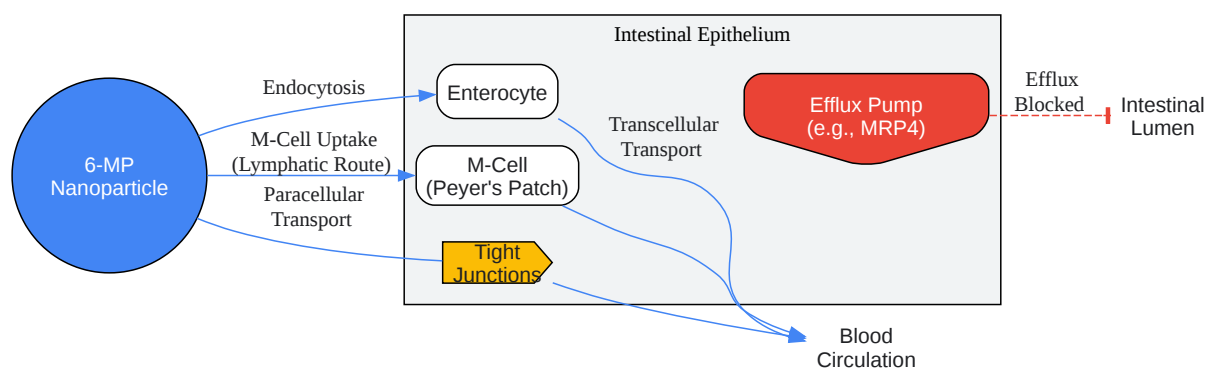 Intestinal Epithelium
6-MP
Nanoparticle
Endocytosis
M-Cell Uptake
(Lymphatic Route)
Paracellular
Transport
Enterocyte
M-Cell
(Peyer's Patch)
Tight
Junctions
Transcellular
Transport
Efflux Pump
(e.g., MRP4)
Efflux
Blocked
Intestinal
Lumen
Blood
Circulation